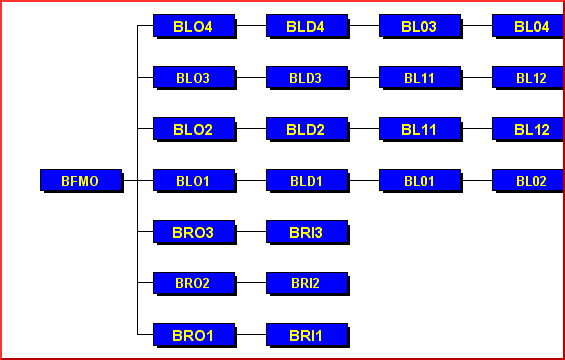 BLO4 BLD4 BL03 BL04
BLO3 BLD3 BL11 BL12
BLO2 BLD2 BL11 BL12
BFMO BLO1 BLD1 BL01 BL02
BRO3 BRI3
BRO2 BRI2
BRO1 BRI1